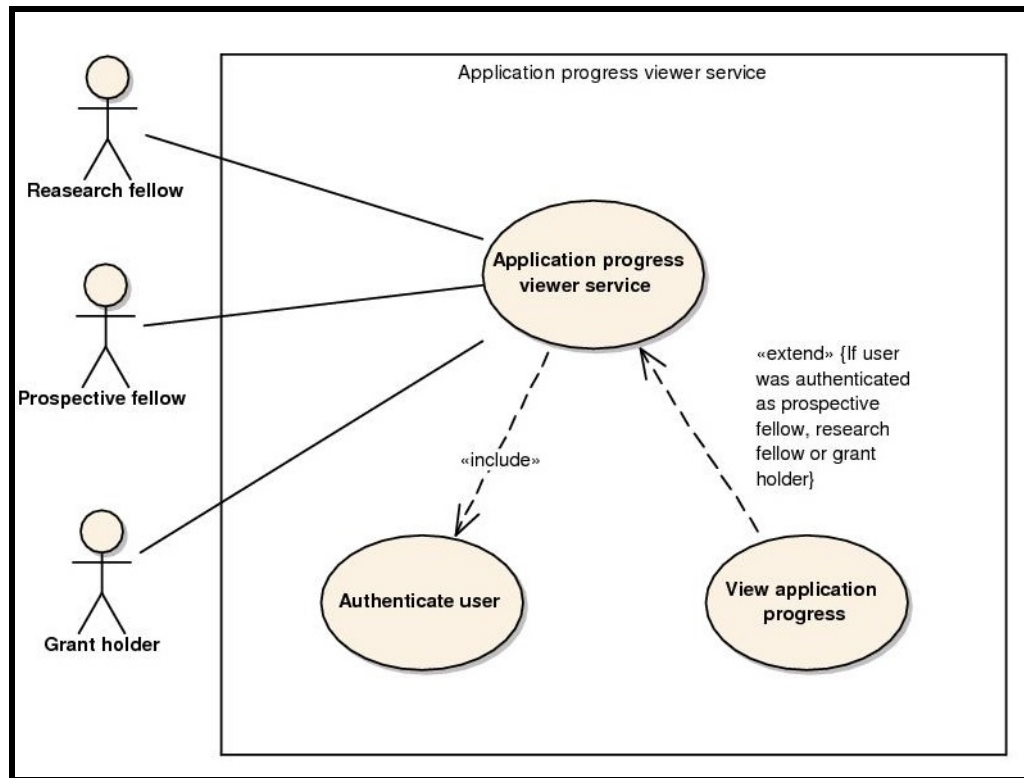 Application progress viewer service
Reasearch fellow
Application progress
viewer service
Prospective fellow
«extend» {If user
was authenticated
as prospective
fellow, research
fellow or grant
holder}
«include»
Authenticate user
View application
progress
Grant holder